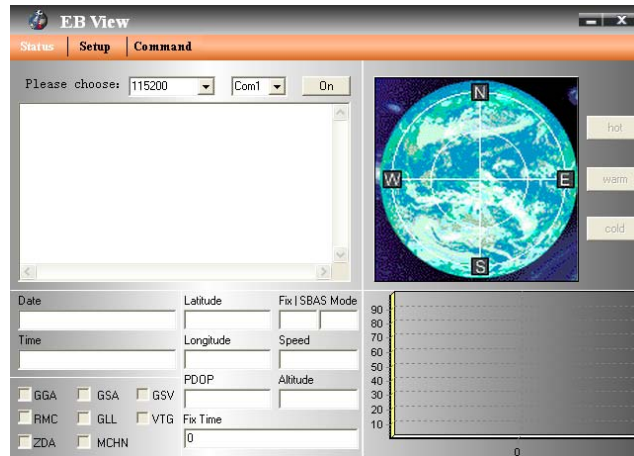 EB View
Status Setup Command
Please choose: 115200 Com1 On
N
W E
S
hot
warm
cold
Date Latitude Fix | SBAS Mode
Time Longitude Speed
PDOP Altitude
GGA GSA GSV
RMC GLL VTG Fix Time
0
ZDA MCHN
90
80
70
60
50
40
30
20
10
0